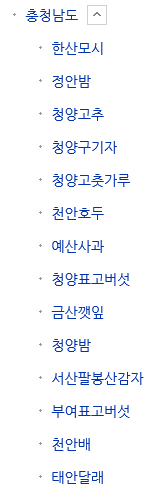 충청남도
한산모시
정안밤
청양고추
청양구기자
청양고춧가루
천안호두
예산사과
청양표고버섯
금산깻잎
청양밤
서산팔봉산감자
부여표고버섯
천안배
태안달래